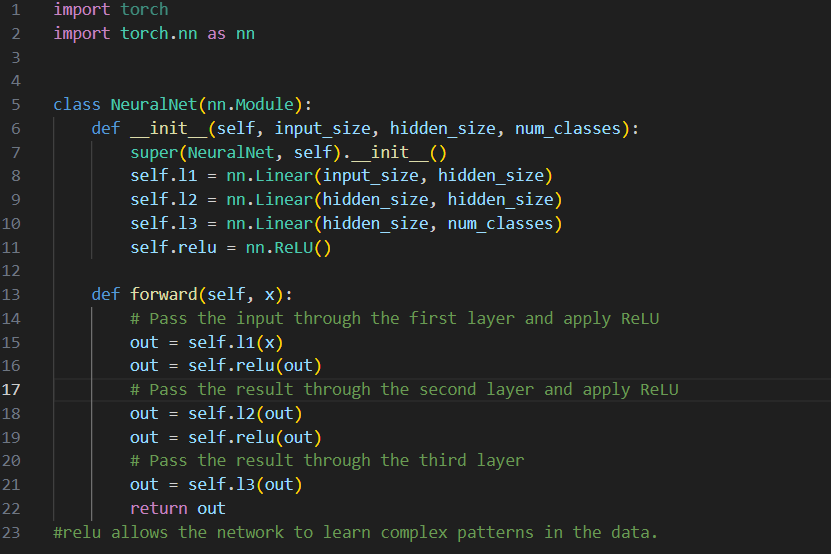 1 import torch
2 import torch.nn as nn
3
4
5 class NeuralNet(nn.Module):
6     def __init__(self, input_size, hidden_size, num_classes):
7         super(NeuralNet, self).__init__()
8         self.l1 = nn.Linear(input_size, hidden_size)
9         self.l2 = nn.Linear(hidden_size, hidden_size)
10         self.l3 = nn.Linear(hidden_size, num_classes)
11         self.relu = nn.ReLU()
12
13     def forward(self, x):
14         # Pass the input through the first layer and apply ReLU
15         out = self.l1(x)
16         out = self.relu(out)
17         # Pass the result through the second layer and apply ReLU
18         out = self.l2(out)
19         out = self.relu(out)
20         # Pass the result through the third layer
21         out = self.l3(out)
22         return out
23 #relu allows the network to learn complex patterns in the data.